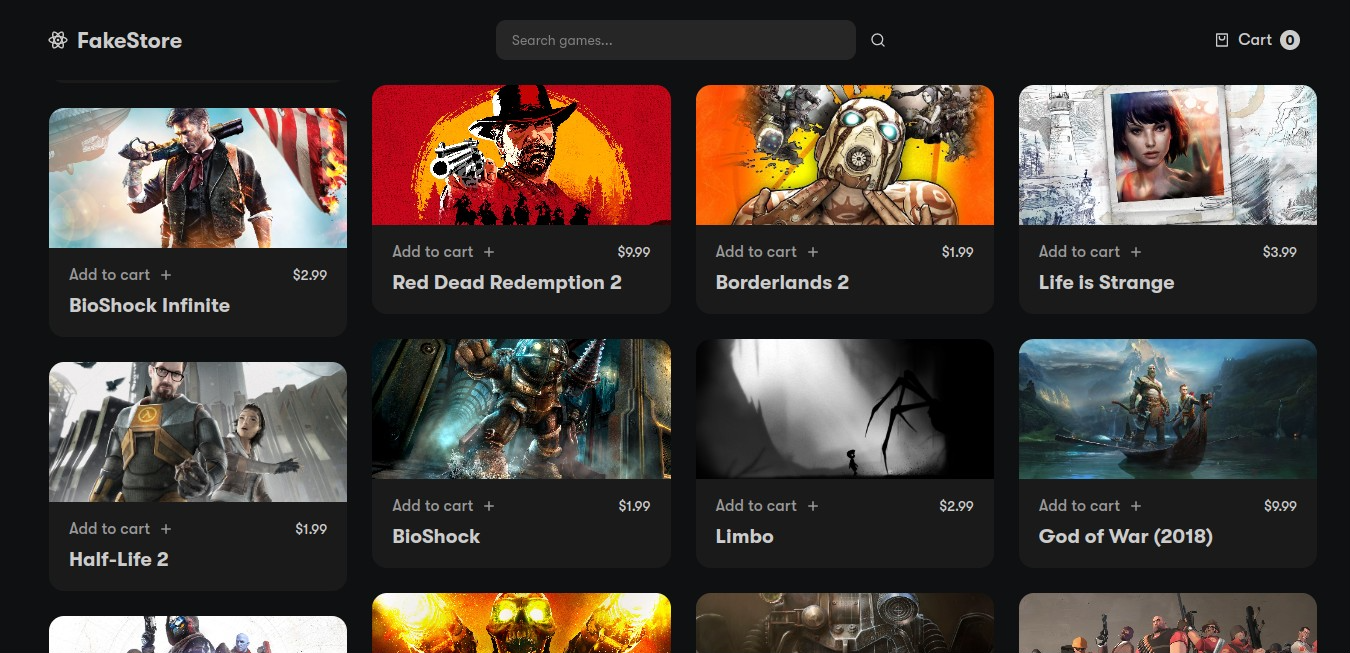 FakeStore
Search games...
Cart 0
Add to cart + $2.99
BioShock Infinite
Add to cart + $9.99
Red Dead Redemption 2
Add to cart + $1.99
Borderlands 2
Add to cart + $3.99
Life is Strange
Add to cart + $1.99
Half-Life 2
Add to cart + $1.99
BioShock
Add to cart + $2.99
Limbo
Add to cart + $9.99
God of War (2018)